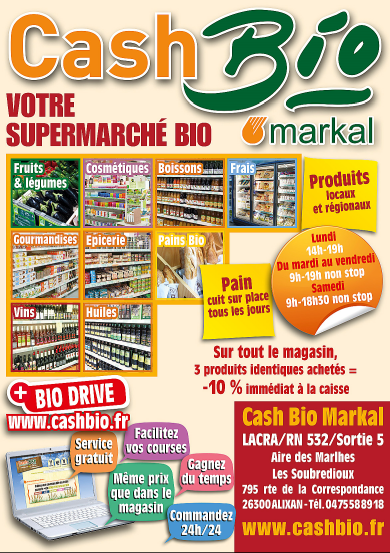 Cash Bio
markal
VOTRE
SUPERMARCHÉ BIO
Fruits
& légumes
Cosmétiques
Boissons
Frais
Produits
locaux
et régionaux
Gourmandises
Epicerie
Pains Bio
Lundi
14h-19h
Du mardi au vendredi
9h-19h non stop
Samedi
9h-18h30 non stop
Pain
cuit sur place
tous les jours
Vins
Huiles
Sur tout le magasin,
3 produits identiques achetés =
-10 % immédiat à la caisse
+ BIO DRIVE
www.cashbio.fr
Service
gratuit
Facilitez
vos courses
Même prix
que dans le
magasin
Gagnez
du temps
Commandez
24h/24
Cash Bio Markal
LACRA/RN 532/Sortie 5
Aire des Marlhes
Les Soubredioux
795 rte de la Correspondance
26300 ALIXAN - Tél. 0475588918
www.cashbio.fr